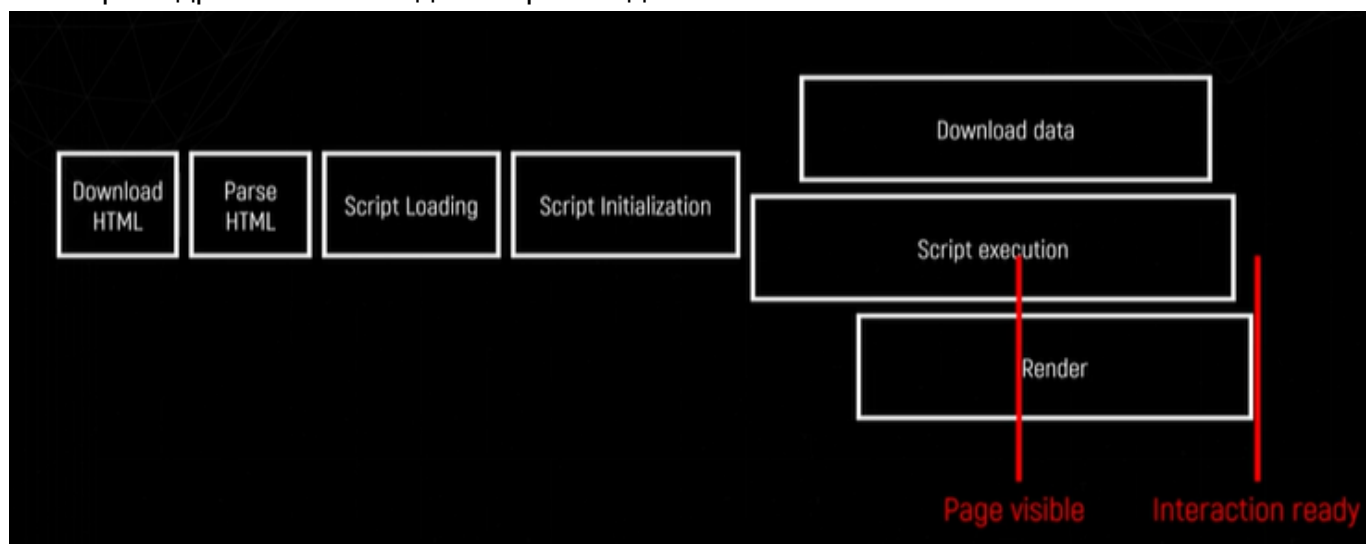 Download
HTML
Parse
HTML
Script Loading
Script Initialization
Download data
Script execution
Render
Page visible
Interaction ready